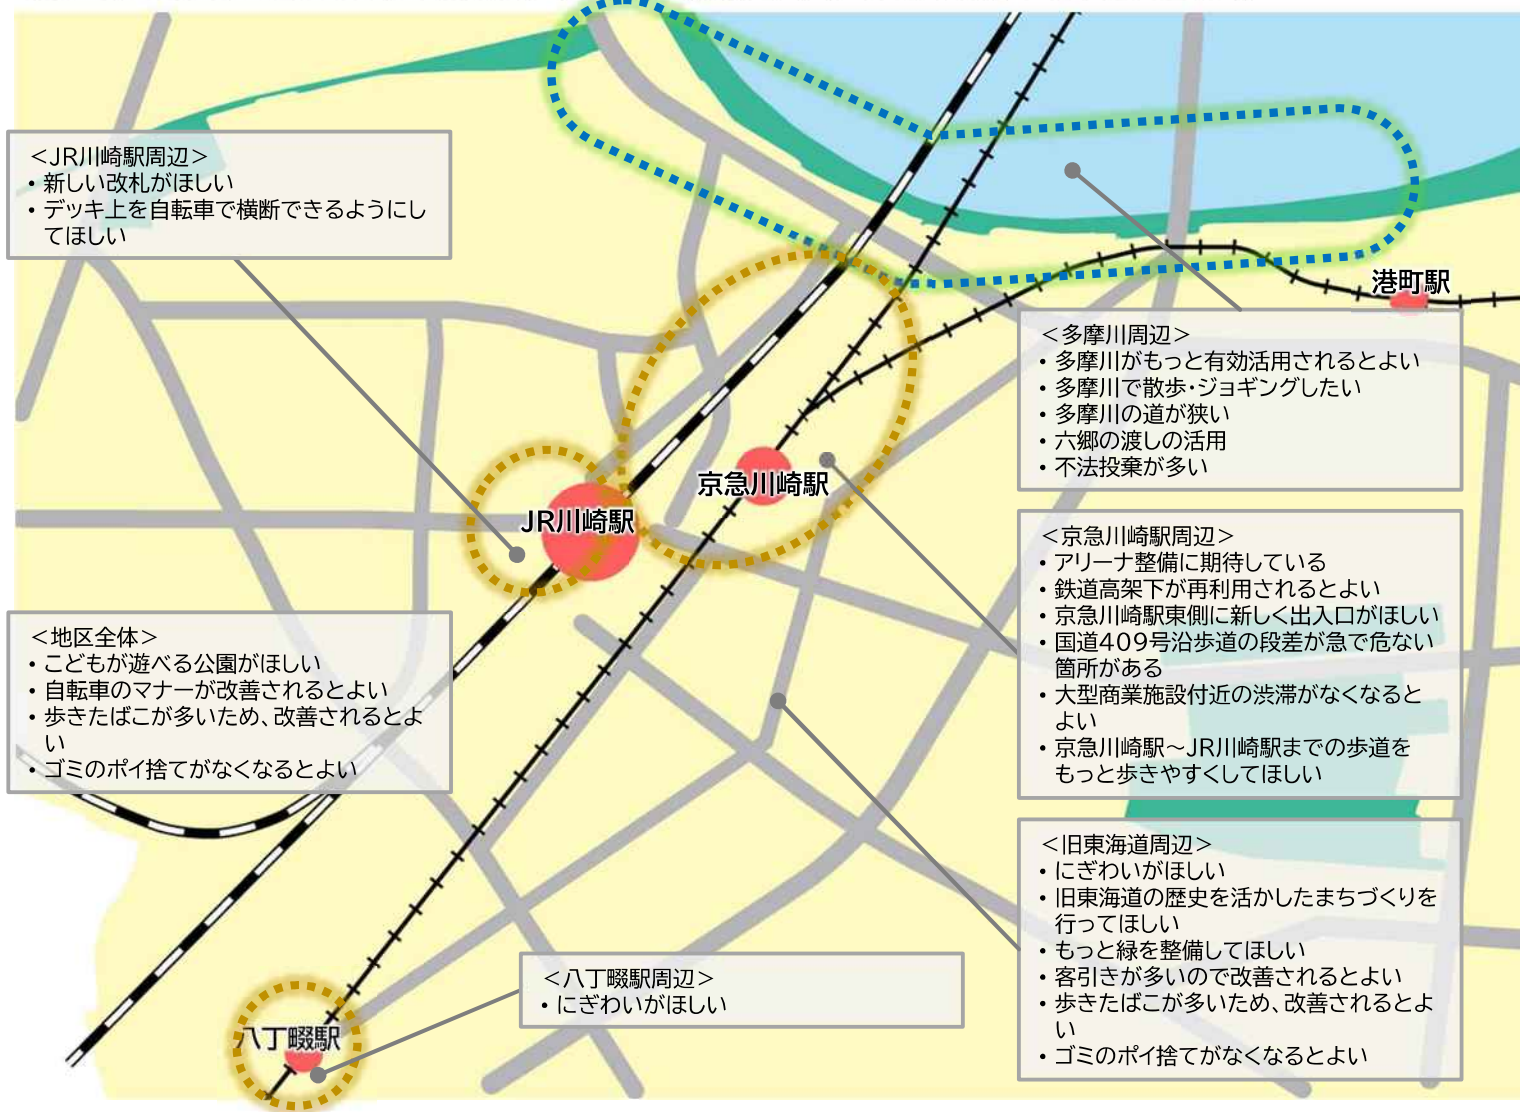 ＜JR川崎駅周辺＞
・新しい改札がほしい
・デッキ上を自転車で横断できるようにし
てほしい
港町駅
＜多摩川周辺＞
・多摩川がもっと有効活用されるとよい
・多摩川で散歩・ジョギングしたい
・多摩川の道が狭い
・六郷の渡しの活用
・不法投棄が多い
京急川崎駅
JR川崎駅
＜京急川崎駅周辺＞
・アリーナ整備に期待している
・鉄道高架下が再利用されるとよい
・京急川崎駅東側に新しく出入口がほしい
・国道409号沿歩道の段差が急で危ない
箇所がある
・大型商業施設付近の渋滞がなくなると
よい
・京急川崎駅～JR川崎駅までの歩道を
もっと歩きやすくしてほしい
＜地区全体＞
・こどもが遊べる公園がほしい
・自転車のマナーが改善されるとよい
・歩きたばこが多いため、改善されるとよ
い
・ゴミのポイ捨てがなくなるとよい
＜旧東海道周辺＞
・にぎわいがほしい
・旧東海道の歴史を活かしたまちづくりを
行ってほしい
・もっと緑を整備してほしい
・客引きが多いので改善されるとよい
・歩きたばこが多いため、改善されるとよ
い
・ゴミのポイ捨てがなくなるとよい
＜八丁畷駅周辺＞
・にぎわいがほしい
八丁畷駅